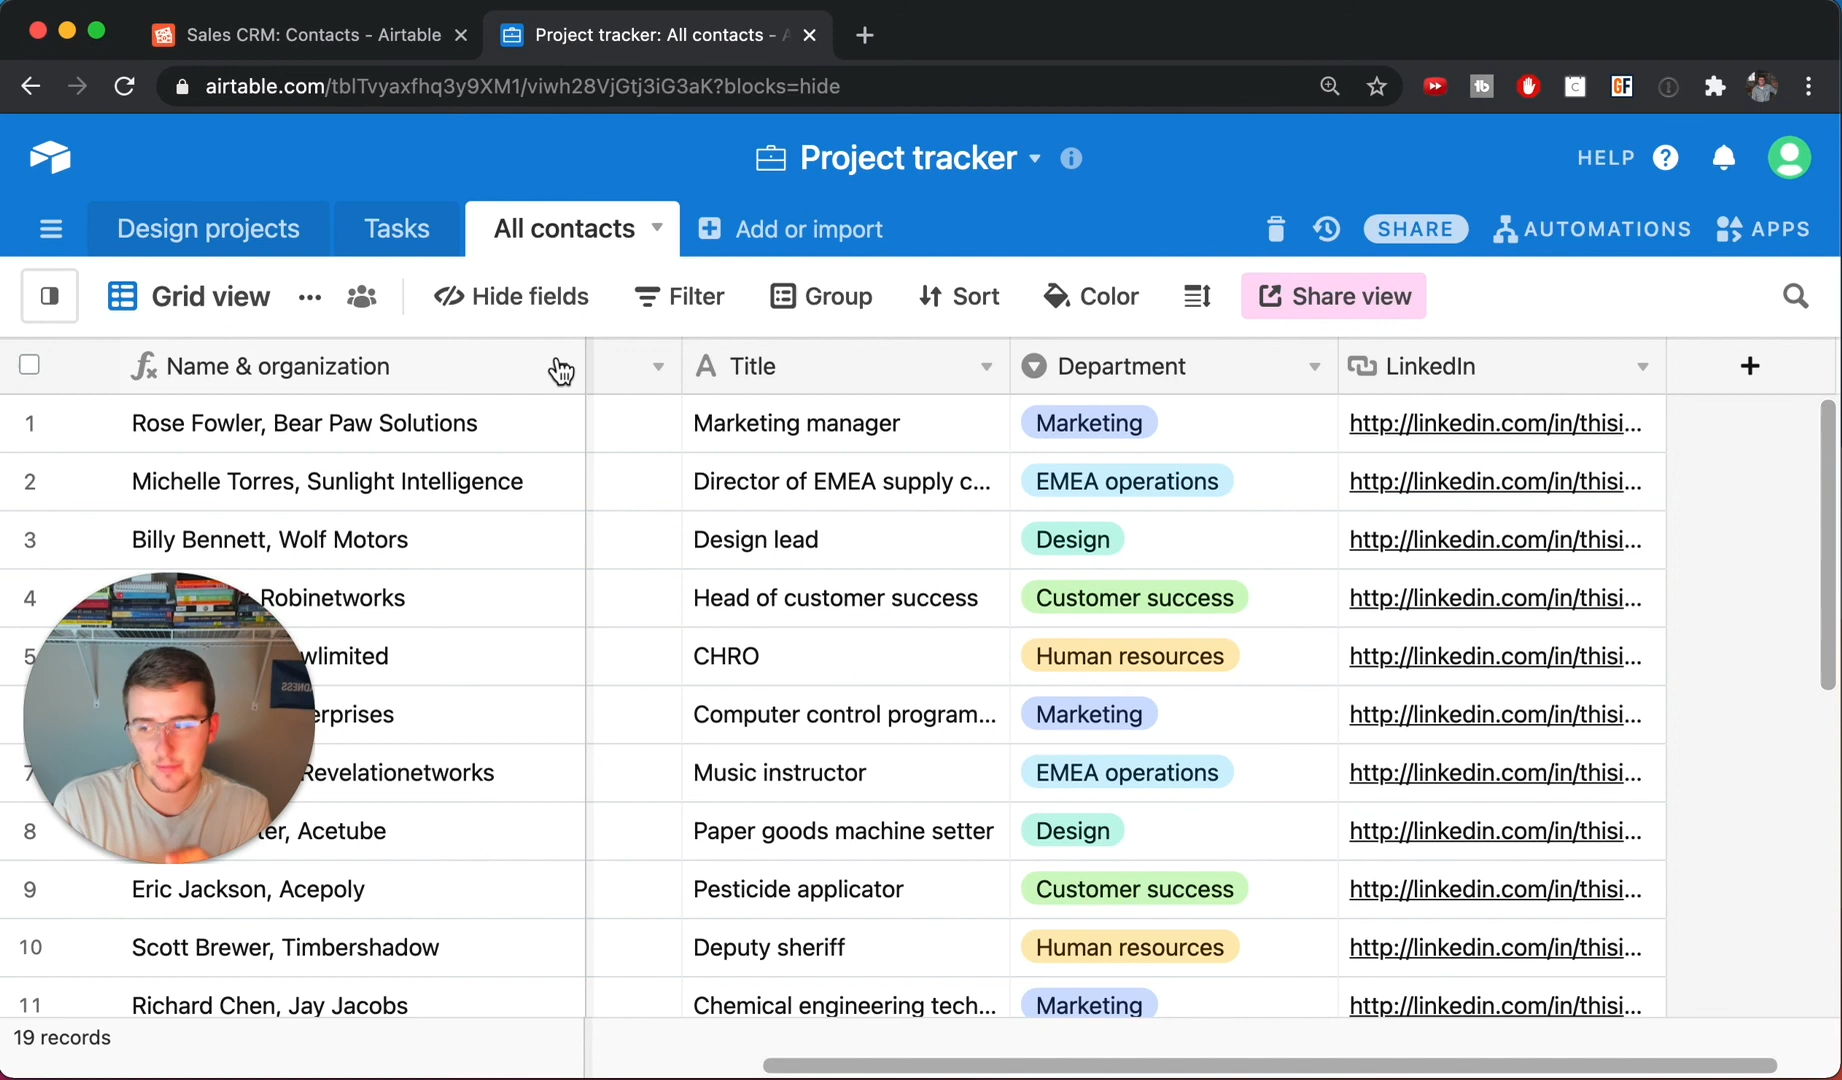 Sales CRM: Contacts - Airtable
Project tracker: All contacts -
airtable.com/tblTvyaxfhq3y9XM1/viwh28VjGtj3iG3aK?blocks=hide
Project tracker
HELP
Design projects
Tasks
All contacts
Add or import
SHARE
AUTOMATIONS
APPS
Grid view
Hide fields
Filter
Group
Sort
Color
Share view
Name & organization
Title
Department
LinkedIn
1 Rose Fowler, Bear Paw Solutions Marketing manager Marketing http://linkedin.com/in/thisi...
2 Michelle Torres, Sunlight Intelligence Director of EMEA supply c... EMEA operations http://linkedin.com/in/thisi...
3 Billy Bennett, Wolf Motors Design lead Design http://linkedin.com/in/thisi...
4 Robinetworks Head of customer success Customer success http://linkedin.com/in/thisi...
5 wlimited CHRO Human resources http://linkedin.com/in/thisi...
erprises Computer control program... Marketing http://linkedin.com/in/thisi...
7 Revelationetworks Music instructor EMEA operations http://linkedin.com/in/thisi...
8 ter, Acetube Paper goods machine setter Design http://linkedin.com/in/thisi...
9 Eric Jackson, Acepoly Pesticide applicator Customer success http://linkedin.com/in/thisi...
10 Scott Brewer, Timbershadow Deputy sheriff Human resources http://linkedin.com/in/thisi...
11 Richard Chen, Jay Jacobs Chemical engineering tech... Marketing http://linkedin.com/in/thisi...
19 records